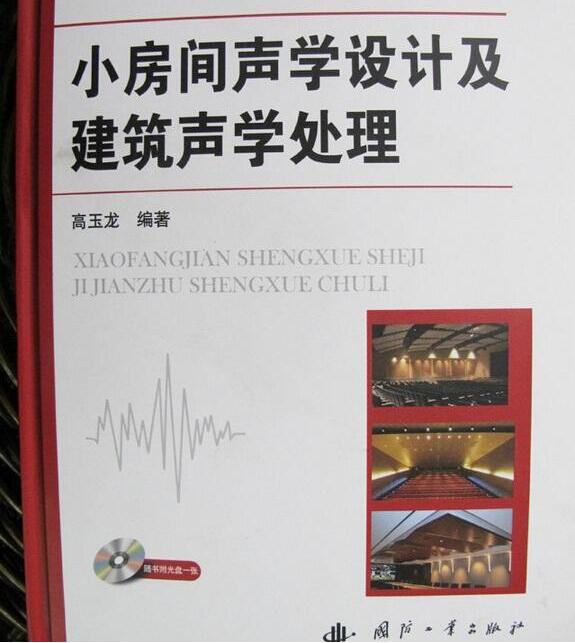 小房间声学设计及
建筑声学处理
高玉龙 编著
XIAOFANGJIAN SHENGXUE SHEJI
JI JIANZHU SHENGXUE CHULI
随书附光盘一张
国防工业出版社